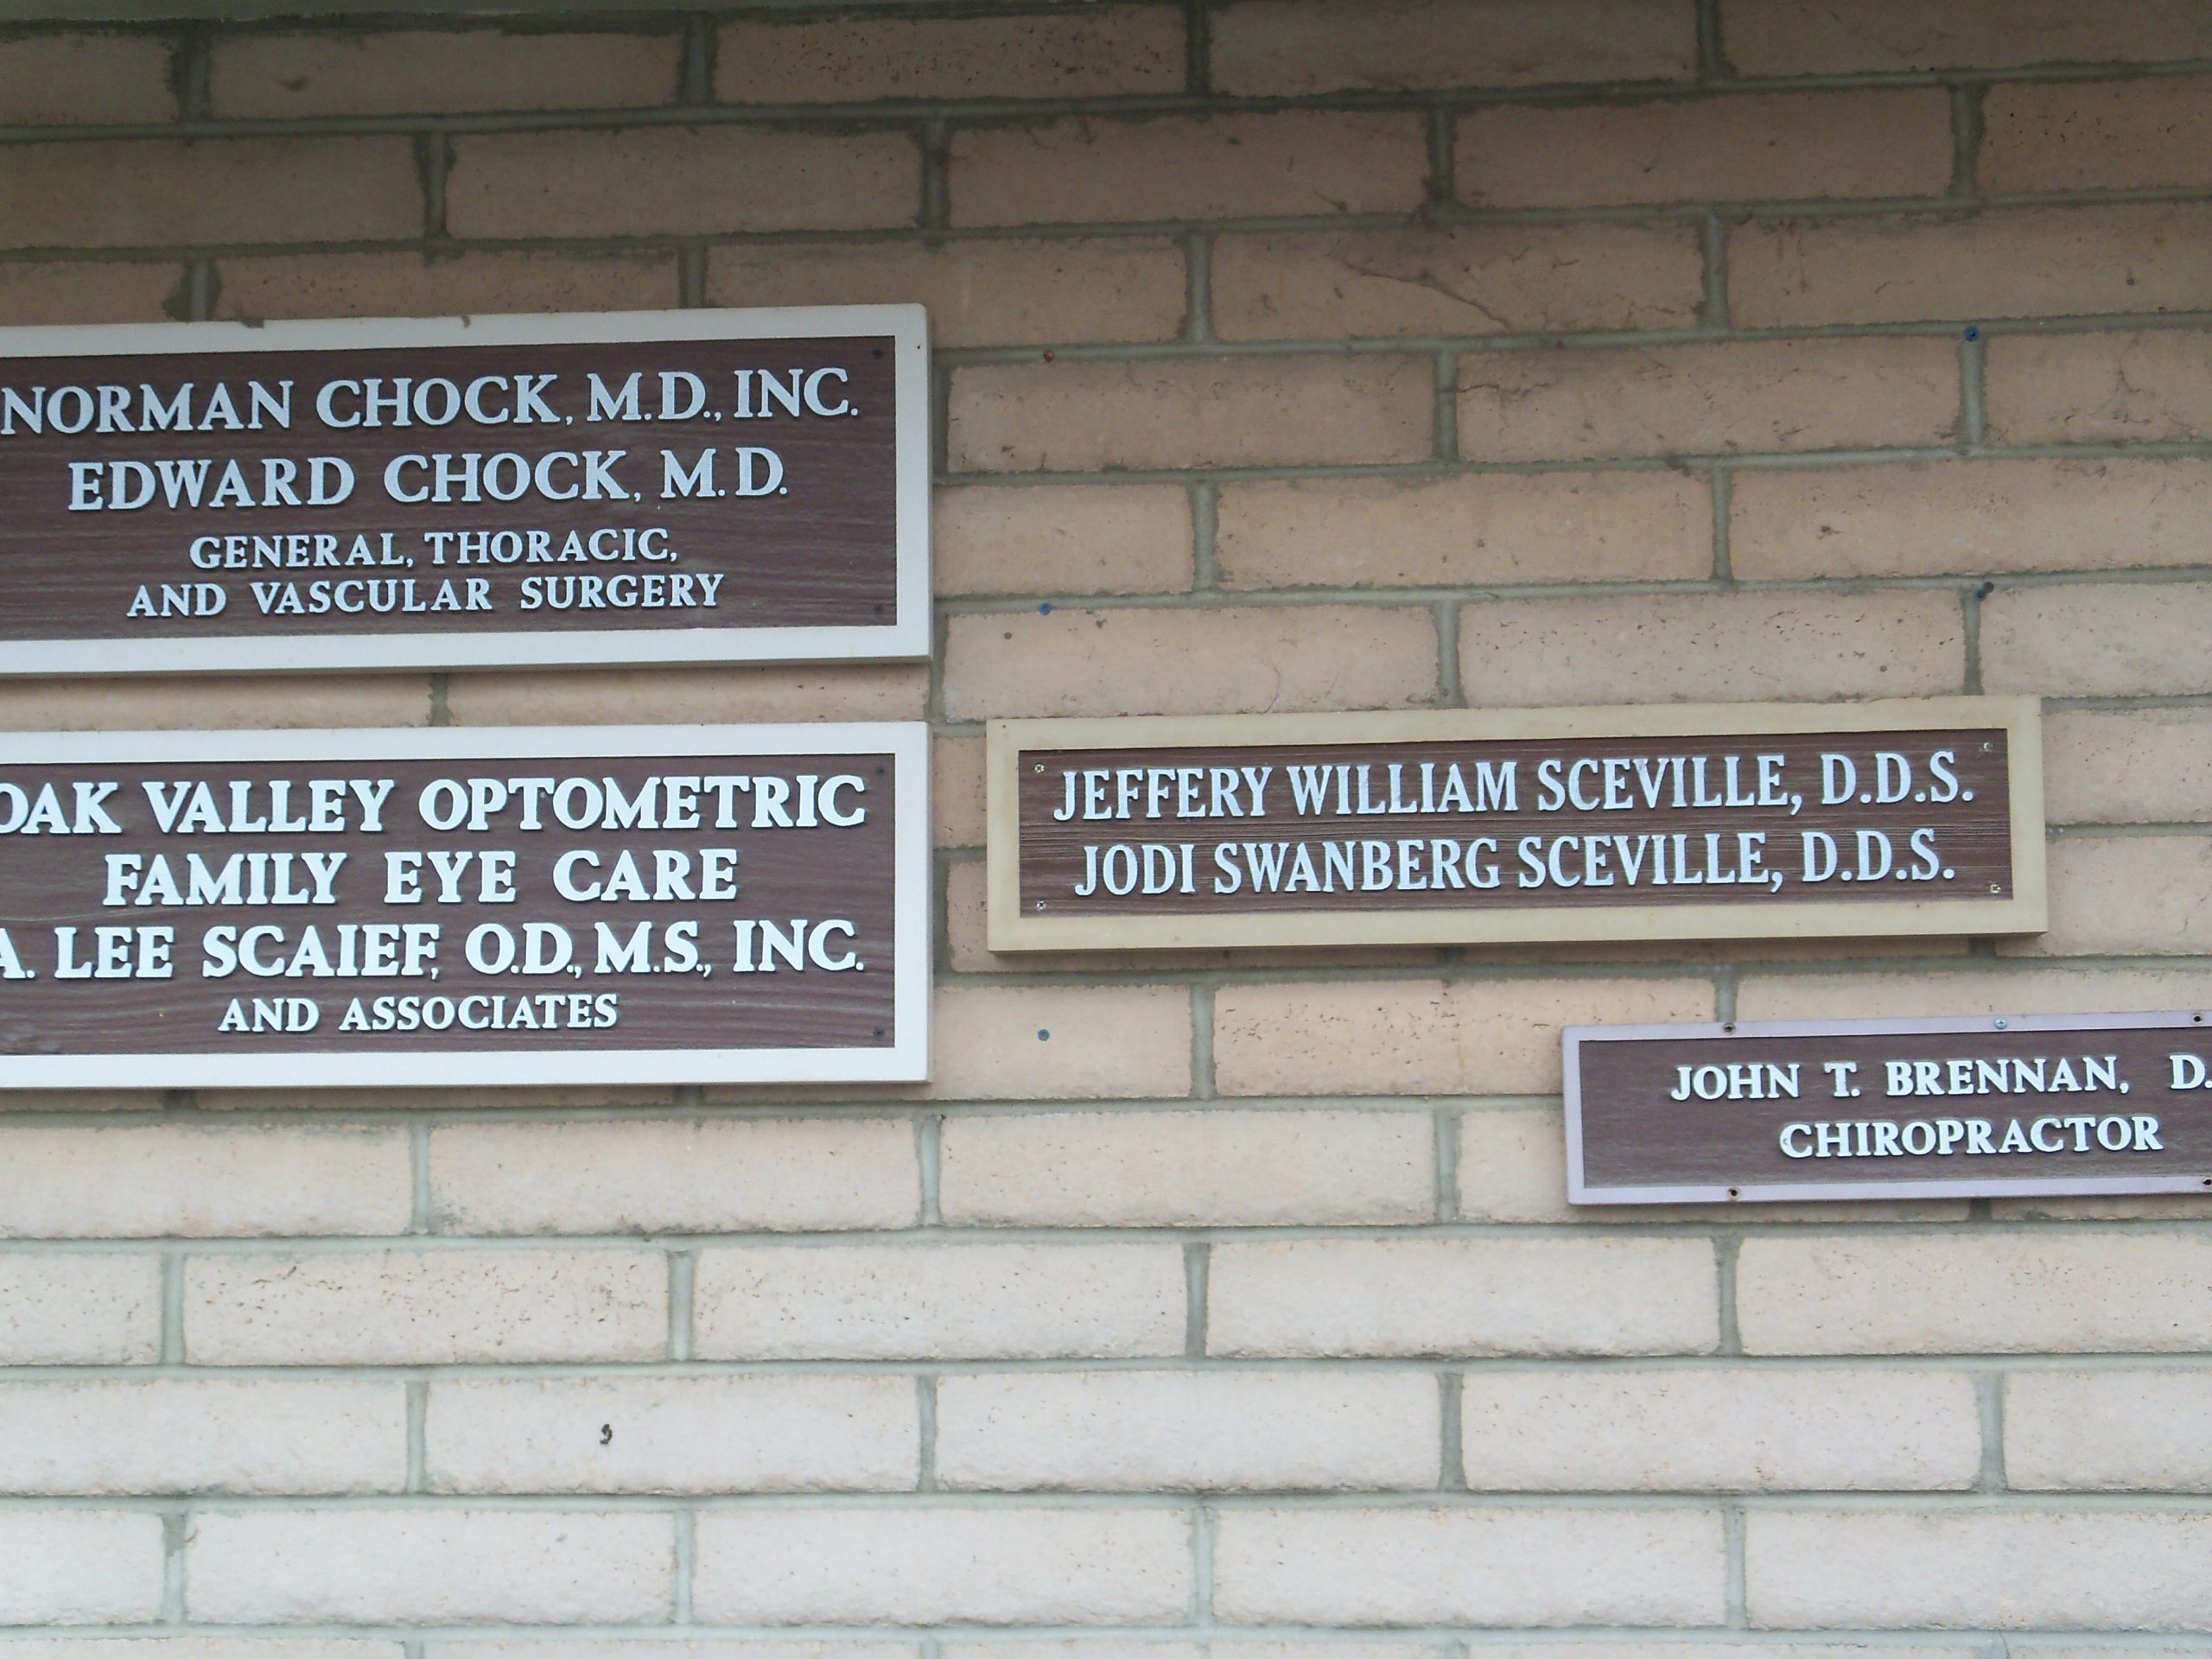 NORMAN CHOCK, M.D., INC.
EDWARD CHOCK, M.D.
GENERAL, THORACIC,
AND VASCULAR SURGERY
OAK VALLEY OPTOMETRIC
FAMILY EYE CARE
A. LEE SCAIEF, O.D., M.S., INC.
AND ASSOCIATES
JEFFERY WILLIAM SCEVILLE, D.D.S.
JODI SWANBERG SCEVILLE, D.D.S.
JOHN T. BRENNAN, D.
CHIROPRACTOR